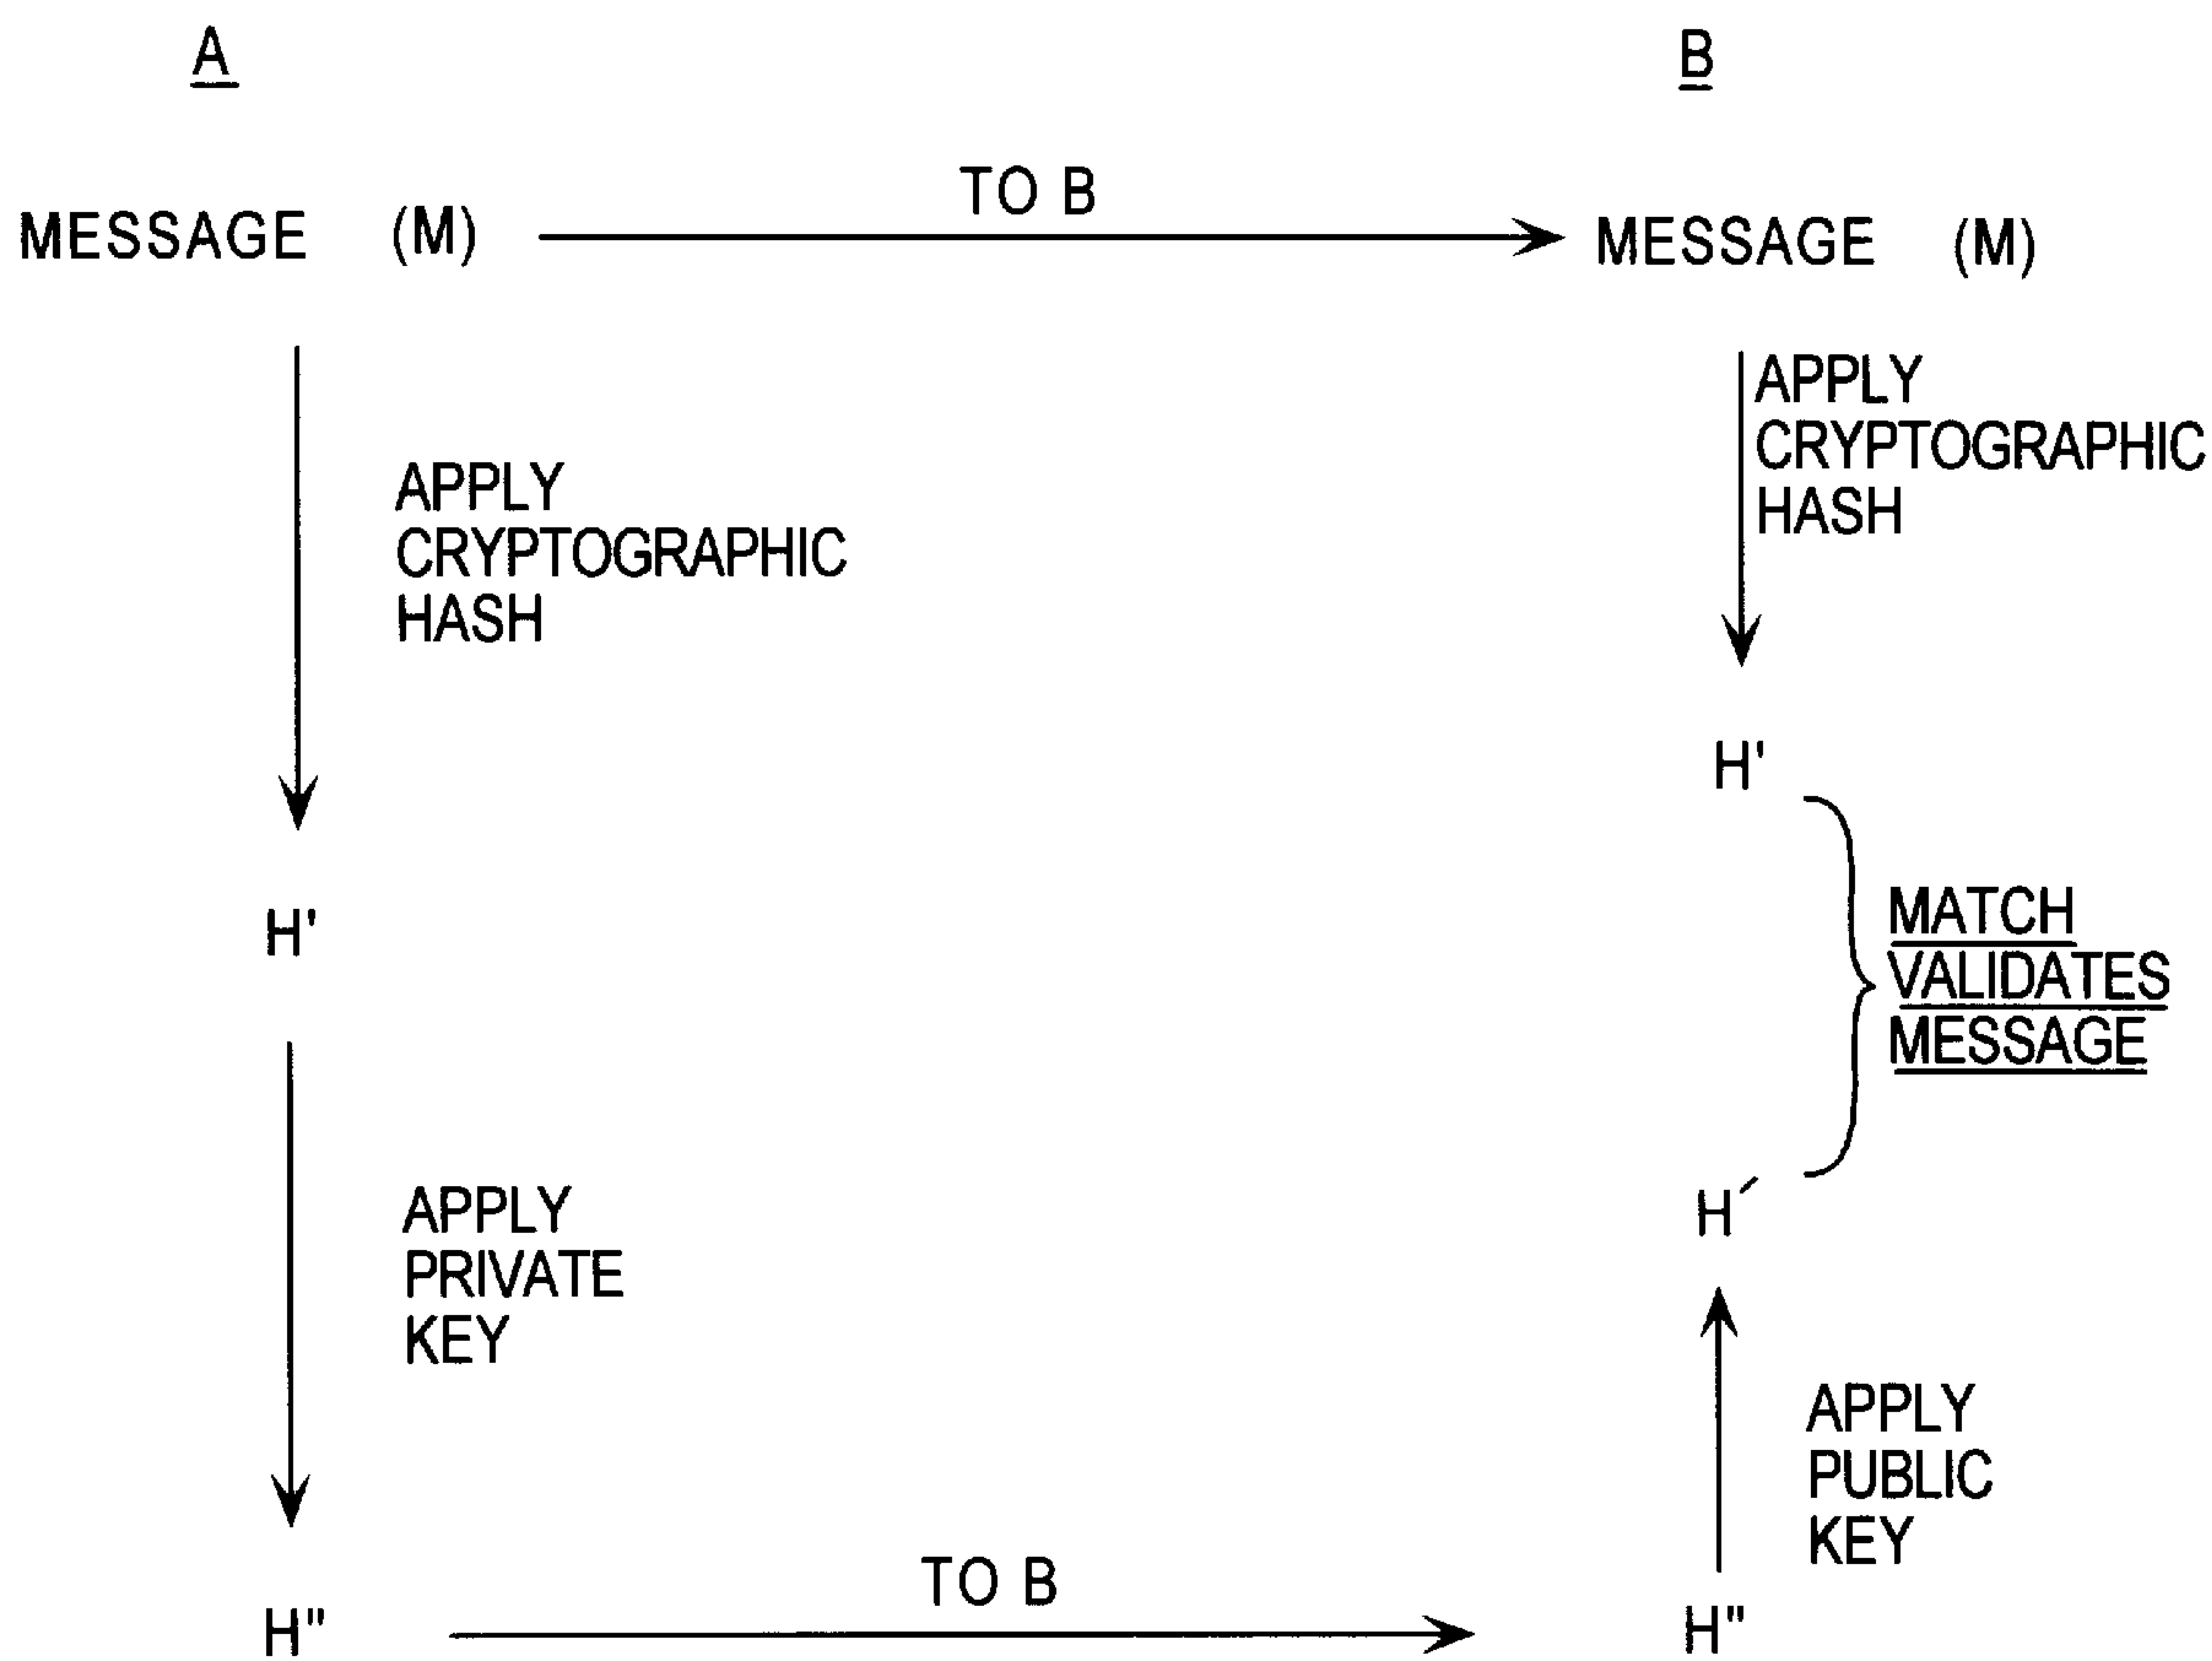 A
B
TO B
MESSAGE (M)
MESSAGE (M)
APPLY
CRYPTOGRAPHIC
HASH
APPLY
CRYPTOGRAPHIC
HASH
H'
H'
MATCH
VALIDATES
MESSAGE
H´
APPLY
PRIVATE
KEY
APPLY
PUBLIC
KEY
TO B
H"
H"